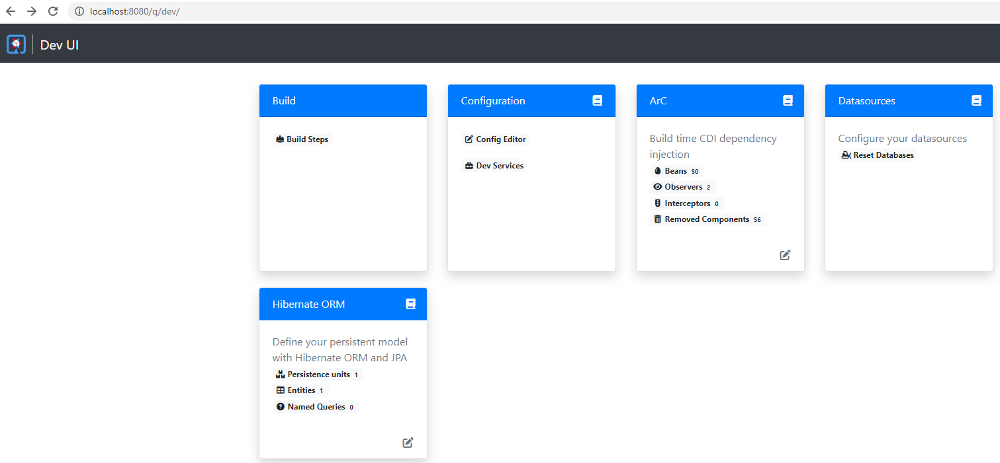 localhost:8080/q/dev/
Dev UI
Build
Build Steps
Configuration
Config Editor
Dev Services
ArC
Build time CDI dependency
injection
Beans 50
Observers 2
Interceptors 0
Removed Components 56
Datasources
Configure your datasources
Reset Databases
Hibernate ORM
Define your persistent model
with Hibernate ORM and JPA
Persistence units 1
Entities 1
Named Queries 0